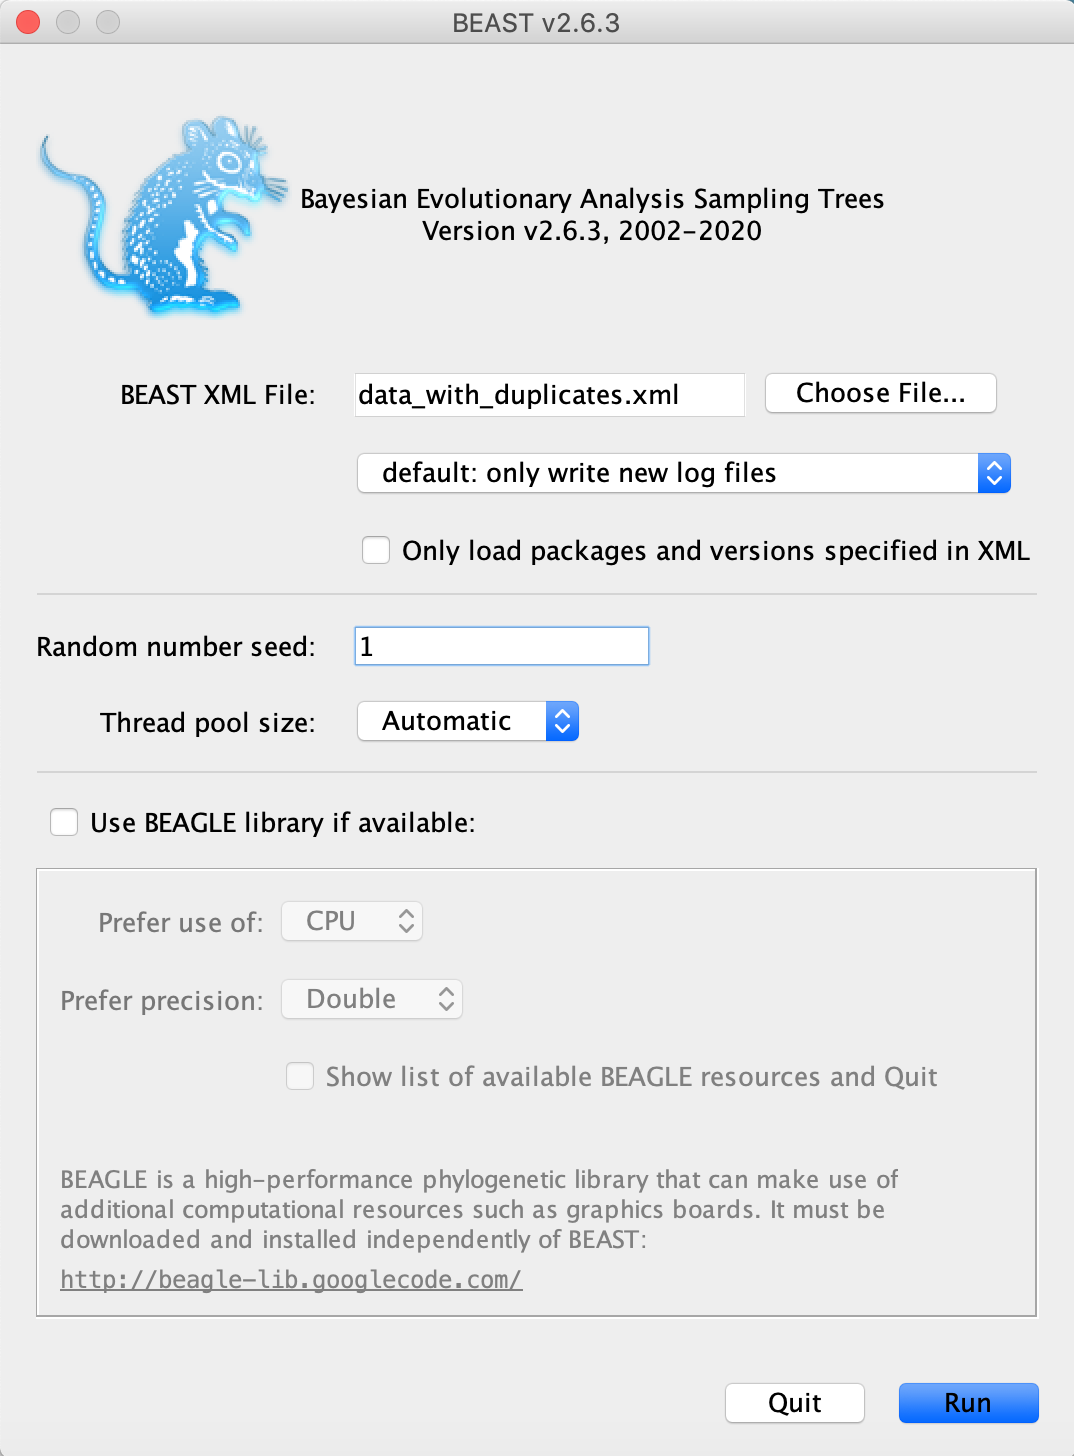 BEAST v2.6.3
Bayesian Evolutionary Analysis Sampling Trees
Version v2.6.3, 2002-2020
BEAST XML File: data_with_duplicates.xml Choose File...
default: only write new log files
Only load packages and versions specified in XML
Random number seed: 1
Thread pool size: Automatic
Use BEAGLE library if available:
Prefer use of: CPU
Prefer precision: Double
Show list of available BEAGLE resources and Quit
BEAGLE is a high-performance phylogenetic library that can make use of
additional computational resources such as graphics boards. It must be
downloaded and installed independently of BEAST:
http://beagle-lib.googlecode.com/
Quit Run